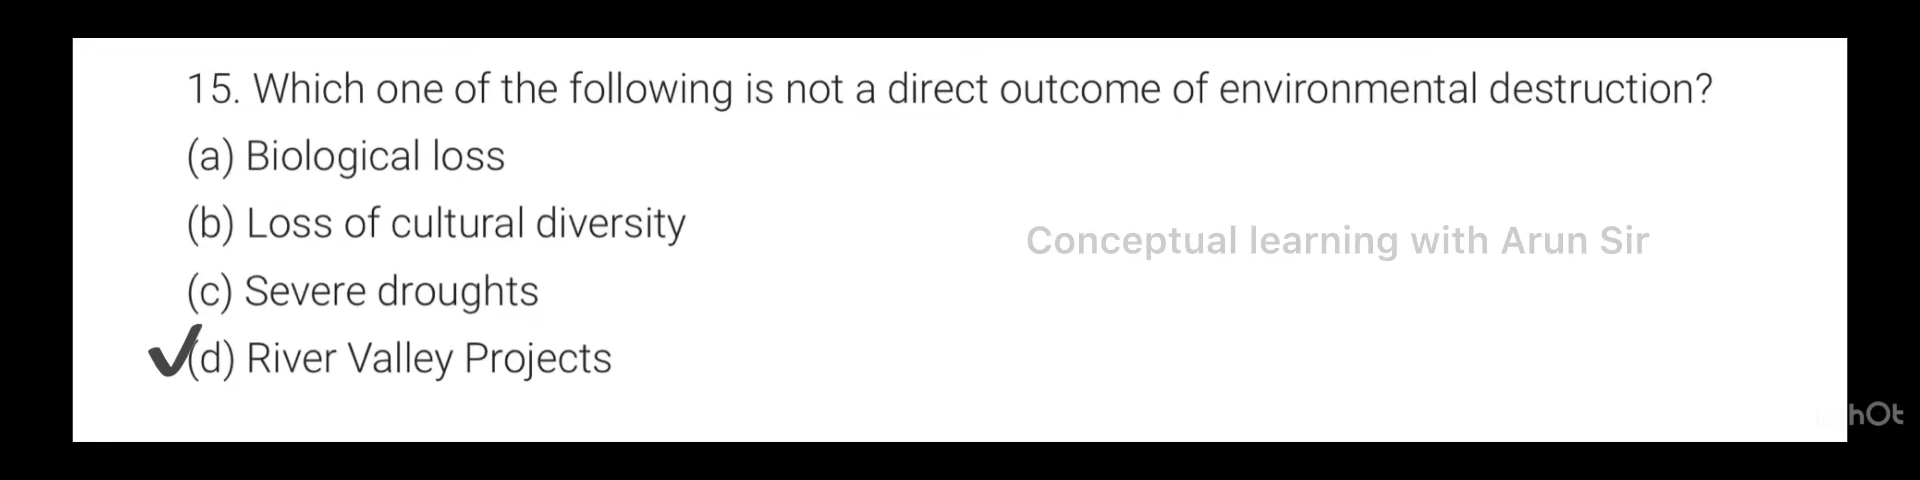 15. Which one of the following is not a direct outcome of environmental destruction?
(a) Biological loss
(b) Loss of cultural diversity
Conceptual learning with Arun Sir
(c) Severe droughts
(d) River Valley Projects